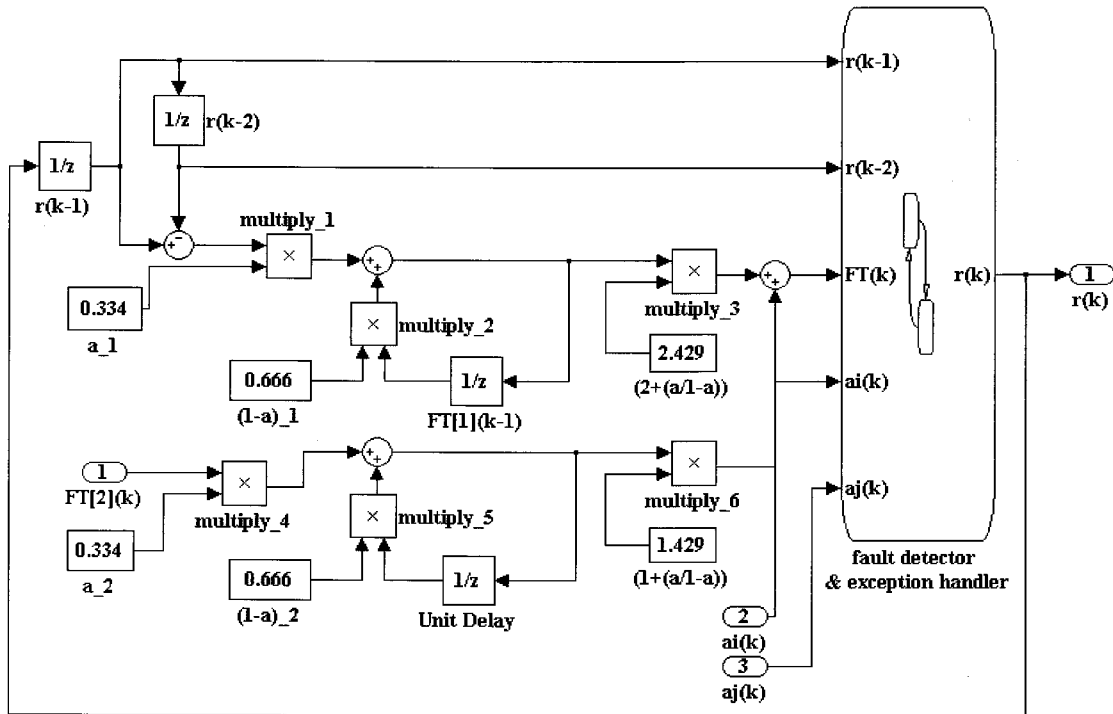 r(k-1)
1/z
r(k-2)
1/z
r(k-1)
r(k-2)
+
−
multiply_1
×
+
+
×
multiply_3
+
+
FT(k)
r(k)
1
r(k)
0.334
a_1
×
multiply_2
2.429
(2+(a/1-a))
0.666
(1-a)_1
1/z
FT[1](k-1)
ai(k)
1
FT[2](k)
×
multiply_4
+
+
×
multiply_6
aj(k)
0.334
a_2
×
multiply_5
1.429
(1+(a/1-a))
0.666
(1-a)_2
1/z
Unit Delay
fault detector
& exception handler
2
ai(k)
3
aj(k)